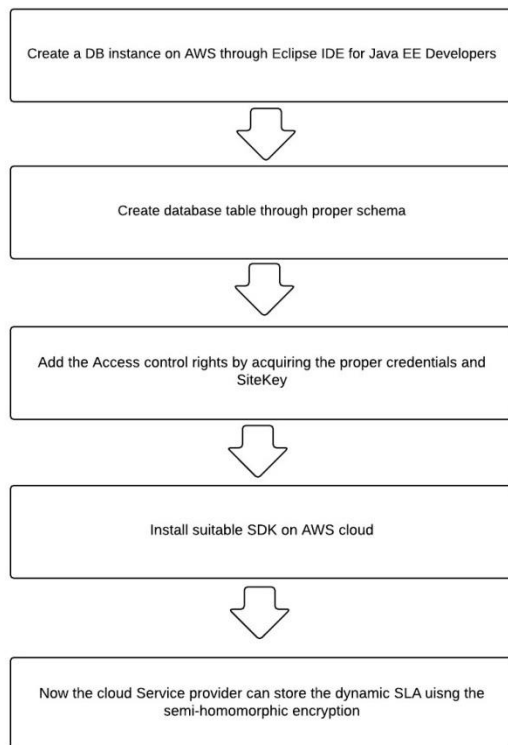 Create a DB instance on AWS through Eclipse IDE for Java EE Developers
Create database table through proper schema
Add the Access control rights by acquiring the proper credentials and
SiteKey
Install suitable SDK on AWS cloud
Now the cloud Service provider can store the dynamic SLA uisng the
semi-homomorphic encryption